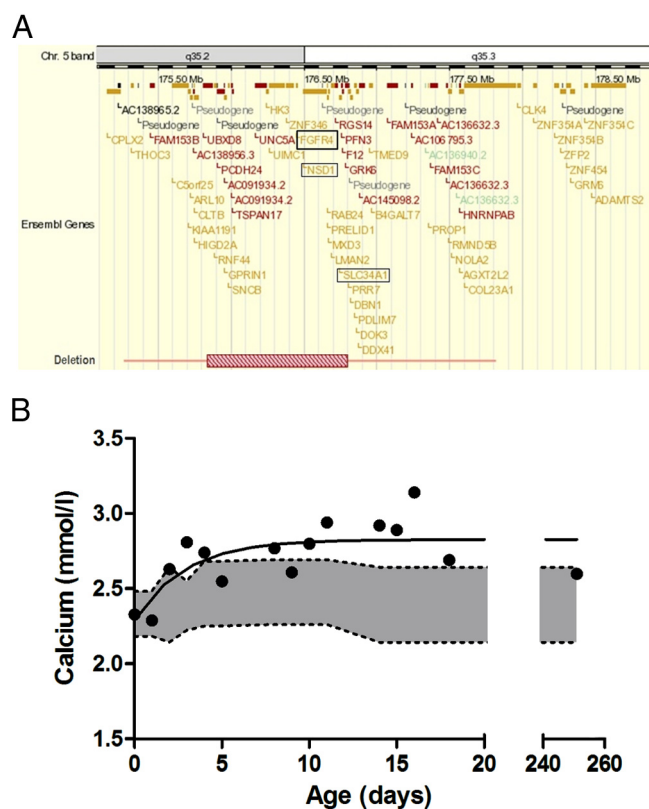 A
Chr. 5 band q35.2 q35.3
175.50 Mb 176.50 Mb 177.50 Mb 178.50 Mb
AC138965.2 Pseudogene HK3 Pseudogene Pseudogene CLK4 Pseudogene
Pseudogene Pseudogene ZNF346 RGS14 FAM153A AC136632.3 ZNF354A ZNF354C
CPLX2 FAM153B UBXD8 UNC5A FGFR4 PFN3 AC106795.3 ZNF354B
THOC3 AC138956.3 UIMC1 F12 TMED9 AC136940.2 ZFP2
PCDH24 NSD1 GRK6 FAM153C ZNF454
C5orf25 AC091934.2 Pseudogene AC136632.3 GRM6
ARL10 AC091934.2 AC145098.2 AC136632.3 ADAMTS2
Ensembl Genes CLTB TSPAN17 RAB24 B4GALT7 HNRNPAB
KIAA1191 PRELID1 PROP1
HIGD2A MXD3 RMND5B
RNF44 LMAN2 NOLA2
GPRIN1 SLC34A1 AGXT2L2
SNCB PRR7 COL23A1
DBN1
PDLIM7
DOK3
DDX41
Deletion
B
Calcium (mmol/l)
3.5
3.0
2.5
2.0
1.5
0 5 10 15 20 240 260
Age (days)